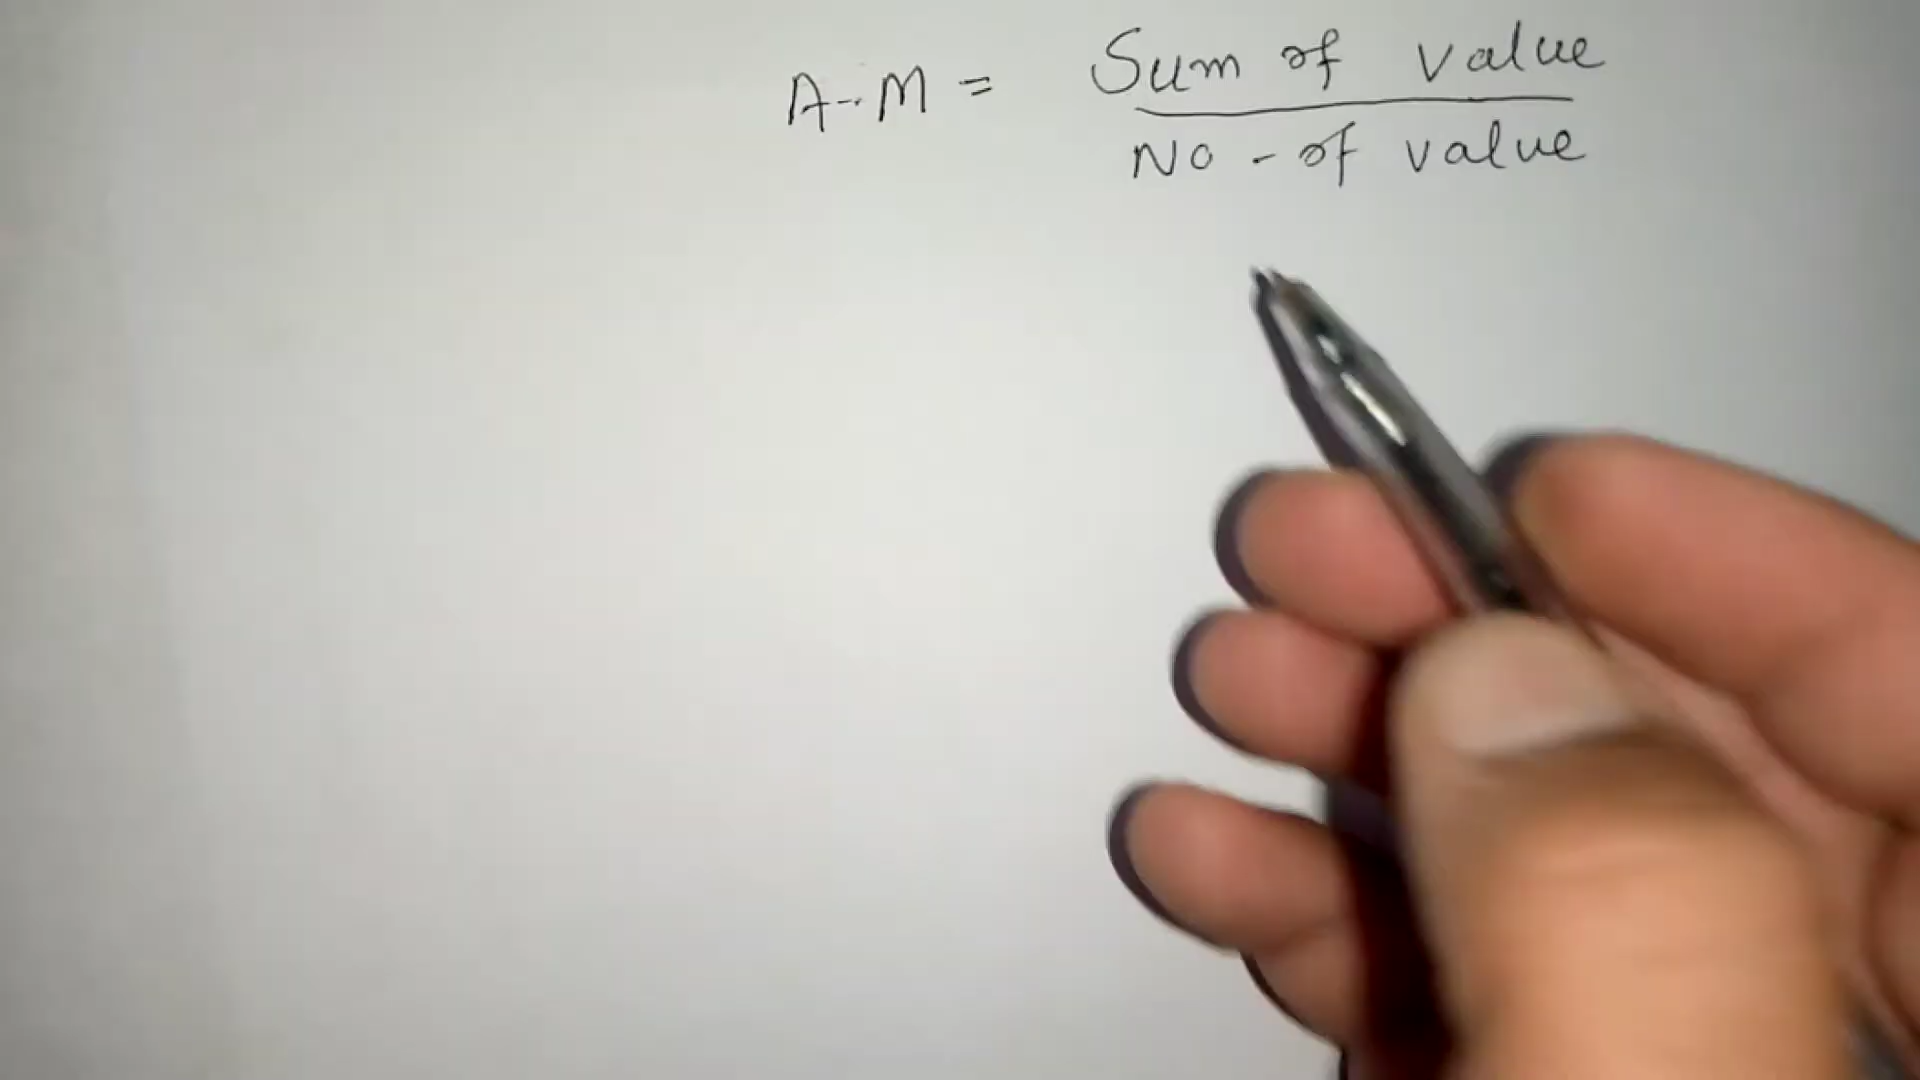 A.M = Sum of value
No. of value